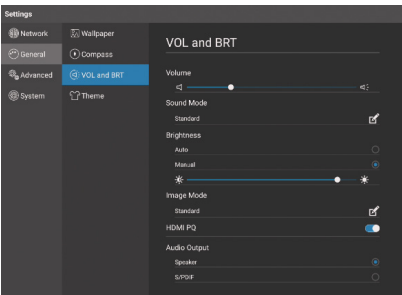 Settings
Network
General
Advanced
System
Wallpaper
Compass
VOL and BRT
Theme
VOL and BRT
Volume
Sound Mode
Standard
Brightness
Auto
Manual
Image Mode
Standard
HDMI PQ
Audio Output
Speaker
S/PDIF